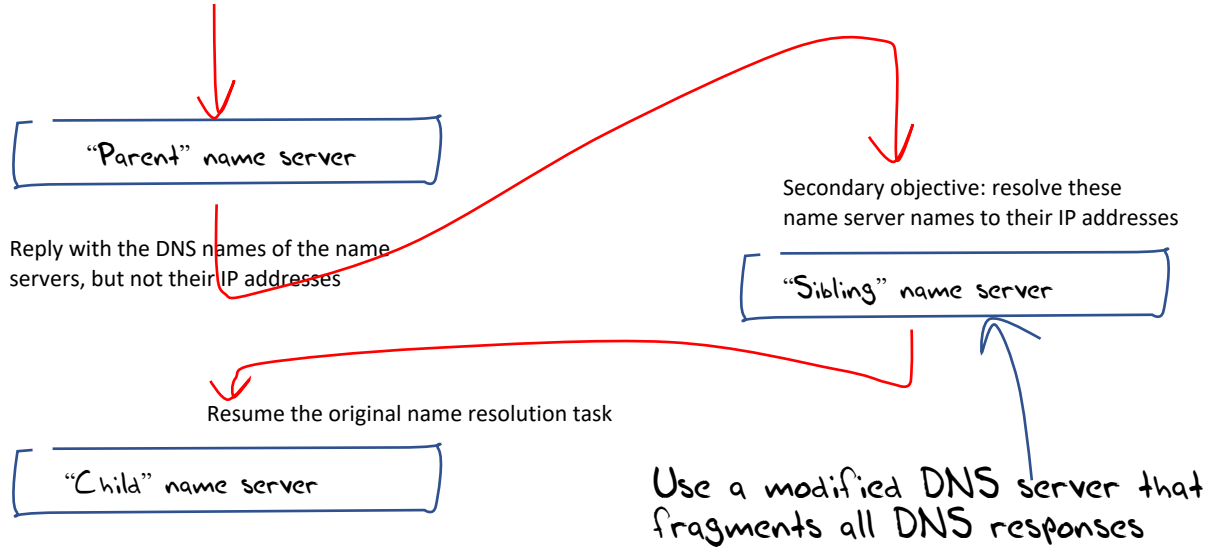 “Parent” name server
Reply with the DNS names of the name
servers, but not their IP addresses
Secondary objective: resolve these
name server names to their IP addresses
“Sibling” name server
Resume the original name resolution task
“Child” name server
Use a modified DNS server that
fragments all DNS responses